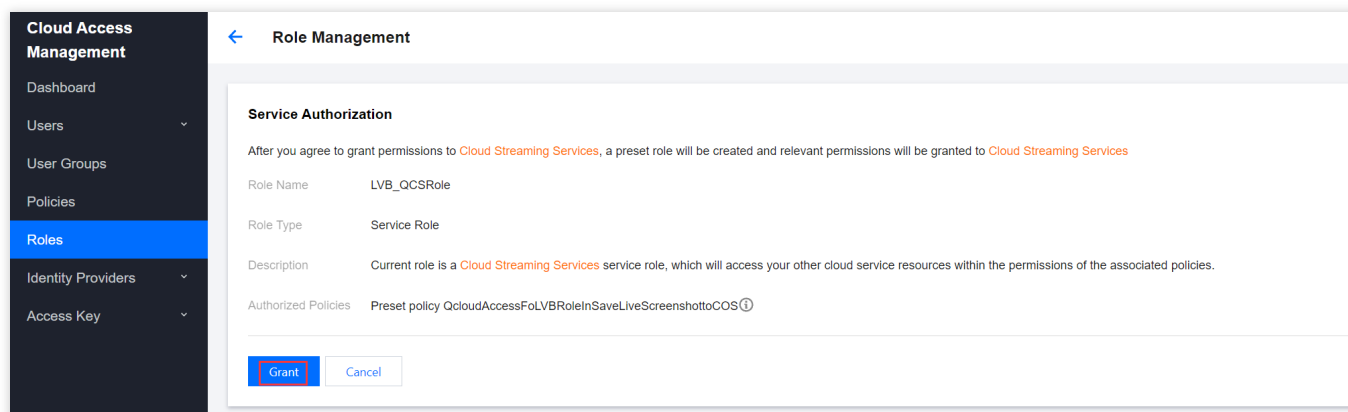 Cloud Access
Management
Dashboard
Users
User Groups
Policies
Roles
Identity Providers
Access Key
Role Management
Service Authorization
After you agree to grant permissions to Cloud Streaming Services, a preset role will be created and relevant permissions will be granted to Cloud Streaming Services
Role Name LVB_QCSRole
Role Type Service Role
Description Current role is a Cloud Streaming Services service role, which will access your other cloud service resources within the permissions of the associated policies.
Authorized Policies Preset policy QcloudAccessFoLVBRoleInSaveLiveScreenshottoCOS
Grant Cancel